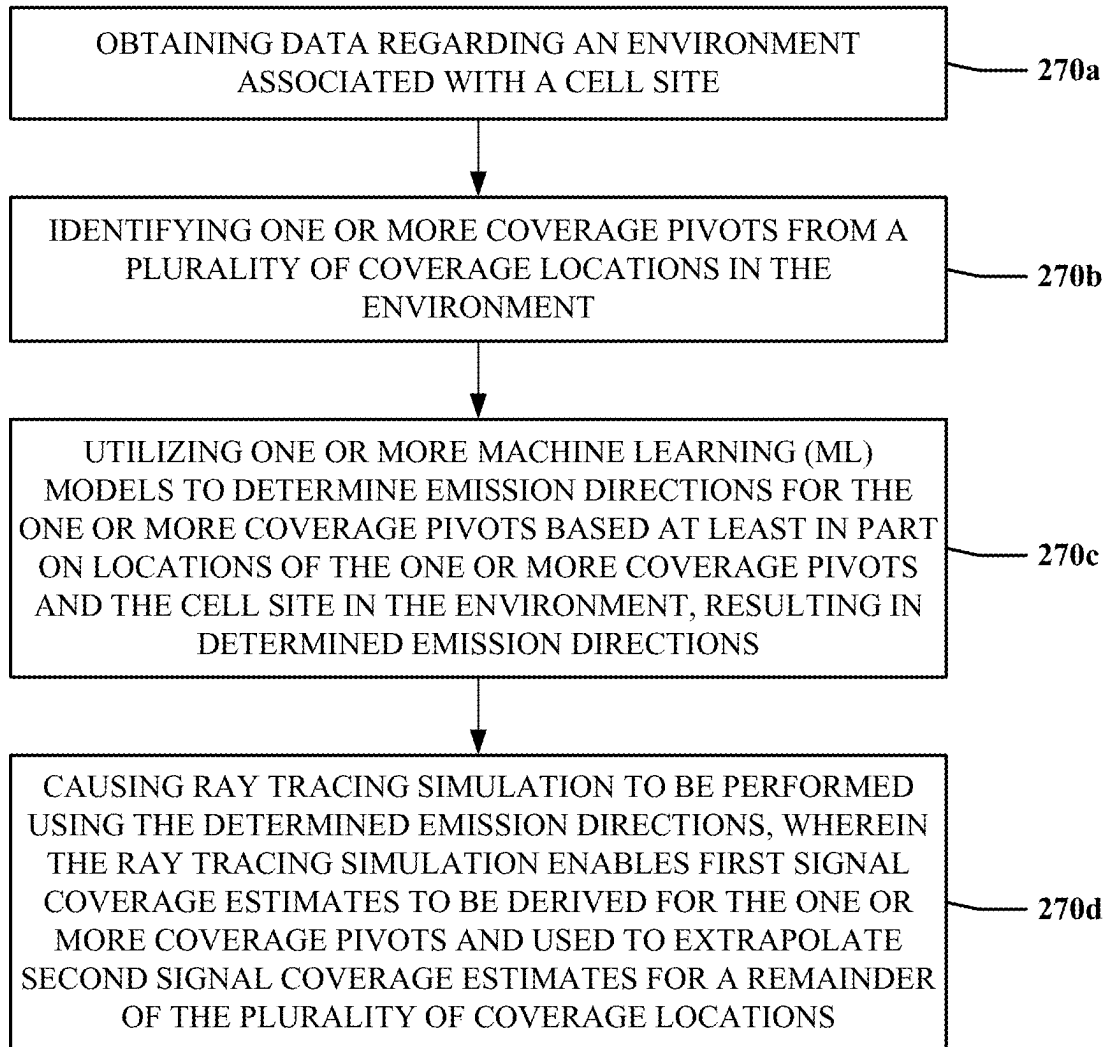 OBTAINING DATA REGARDING AN ENVIRONMENT
ASSOCIATED WITH A CELL SITE
270a
IDENTIFYING ONE OR MORE COVERAGE PIVOTS FROM A
PLURALITY OF COVERAGE LOCATIONS IN THE
ENVIRONMENT
270b
UTILIZING ONE OR MORE MACHINE LEARNING (ML)
MODELS TO DETERMINE EMISSION DIRECTIONS FOR THE
ONE OR MORE COVERAGE PIVOTS BASED AT LEAST IN PART
ON LOCATIONS OF THE ONE OR MORE COVERAGE PIVOTS
AND THE CELL SITE IN THE ENVIRONMENT, RESULTING IN
DETERMINED EMISSION DIRECTIONS
270c
CAUSING RAY TRACING SIMULATION TO BE PERFORMED
USING THE DETERMINED EMISSION DIRECTIONS, WHEREIN
THE RAY TRACING SIMULATION ENABLES FIRST SIGNAL
COVERAGE ESTIMATES TO BE DERIVED FOR THE ONE OR
MORE COVERAGE PIVOTS AND USED TO EXTRAPOLATE
SECOND SIGNAL COVERAGE ESTIMATES FOR A REMAINDER
OF THE PLURALITY OF COVERAGE LOCATIONS
270d